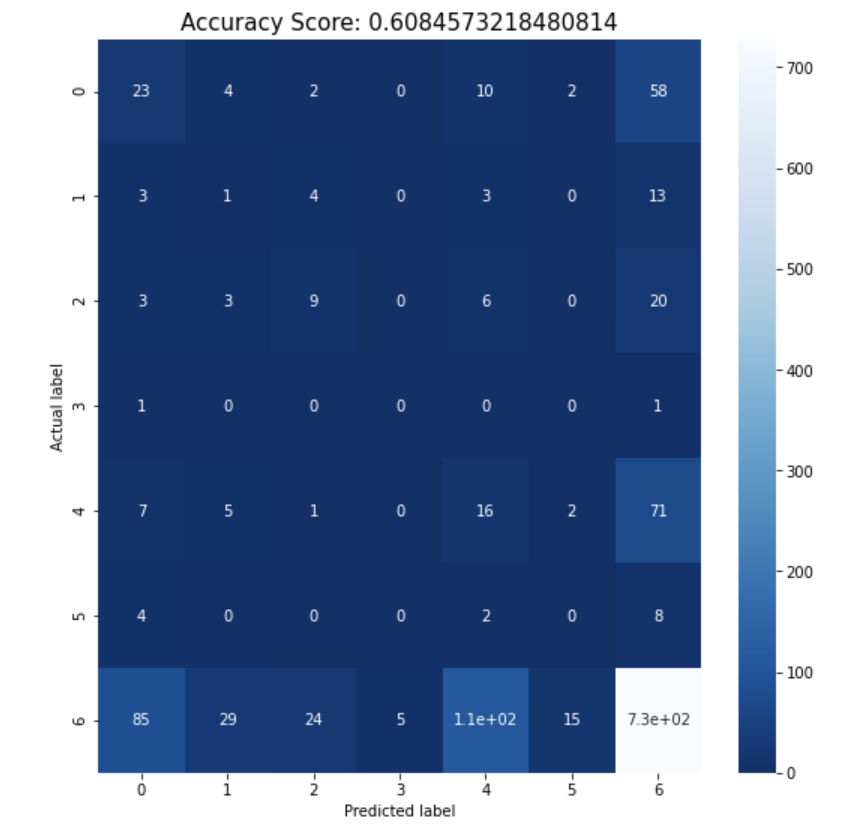 Accuracy Score: 0.6084573218480814
0 23 4 2 0 10 2 58
1 3 1 4 0 3 0 13
2 3 3 9 0 6 0 20
3 1 0 0 0 0 0 1
4 7 5 1 0 16 2 71
5 4 0 0 0 2 0 8
6 85 29 24 5 1.1e+02 15 7.3e+02
0 1 2 3 4 5 6
Actual label
Predicted label
700
600
500
400
300
200
100
0